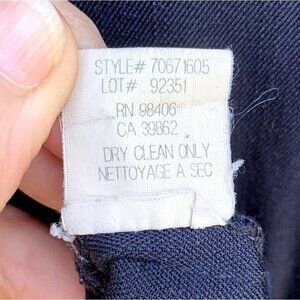 STYLE# 70671605
LOT# 92351
RN 98406
CA 39862
DRY CLEAN ONLY
NETTOYAGE A SEC